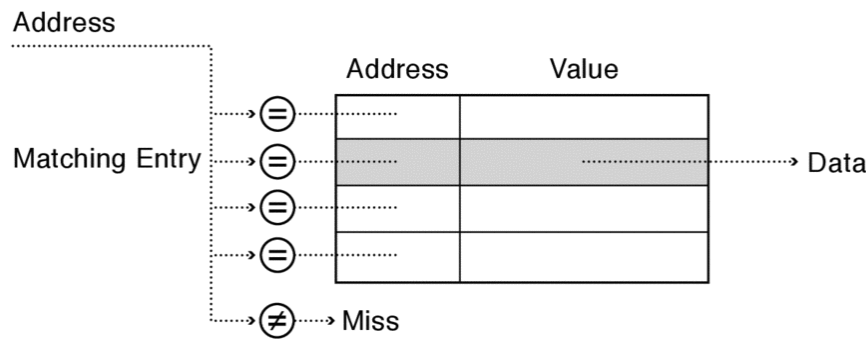 Address
Address Value
=
Matching Entry = Data
=
=
≠ Miss